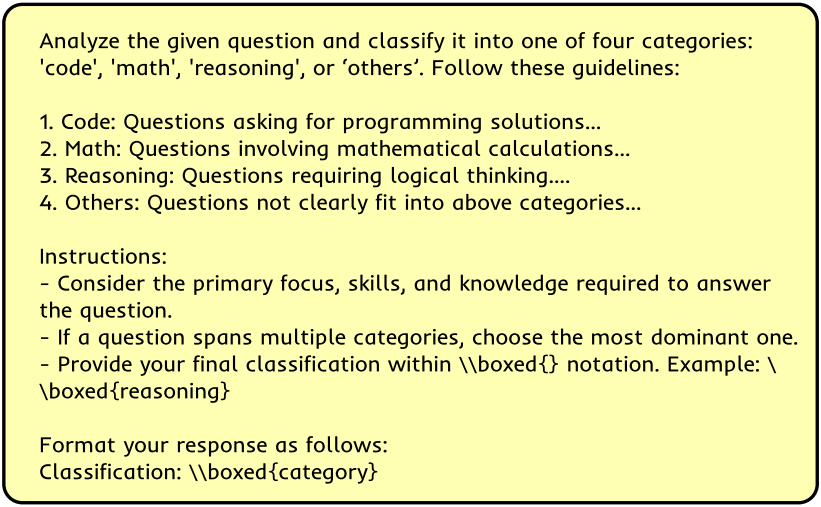 Analyze the given question and classify it into one of four categories:
'code', 'math', 'reasoning', or ‘others’. Follow these guidelines:
1. Code: Questions asking for programming solutions...
2. Math: Questions involving mathematical calculations...
3. Reasoning: Questions requiring logical thinking....
4. Others: Questions not clearly fit into above categories...
Instructions:
- Consider the primary focus, skills, and knowledge required to answer
the question.
- If a question spans multiple categories, choose the most dominant one.
- Provide your final classification within \\boxed{} notation. Example: \
\boxed{reasoning}
Format your response as follows:
Classification: \\boxed{category}